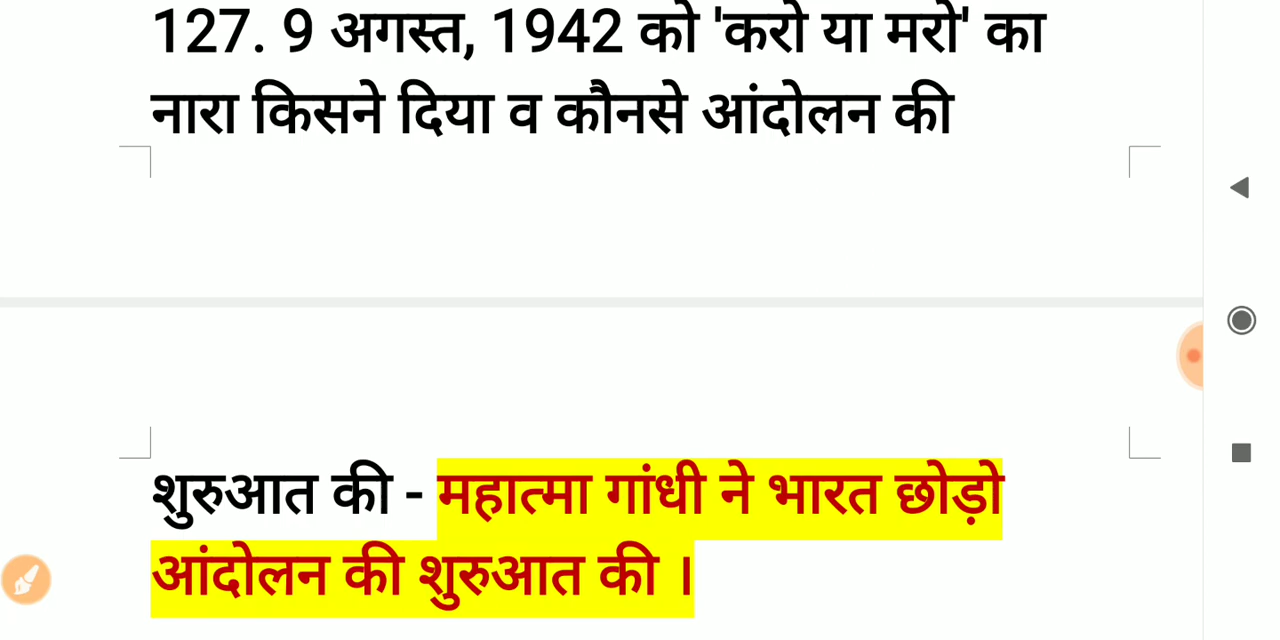 127. 9 अगस्त, 1942 को 'करो या मरो' का
नारा किसने दिया व कौनसे आंदोलन की
शुरुआत की - महात्मा गांधी ने भारत छोड़ो
आंदोलन की शुरुआत की ।